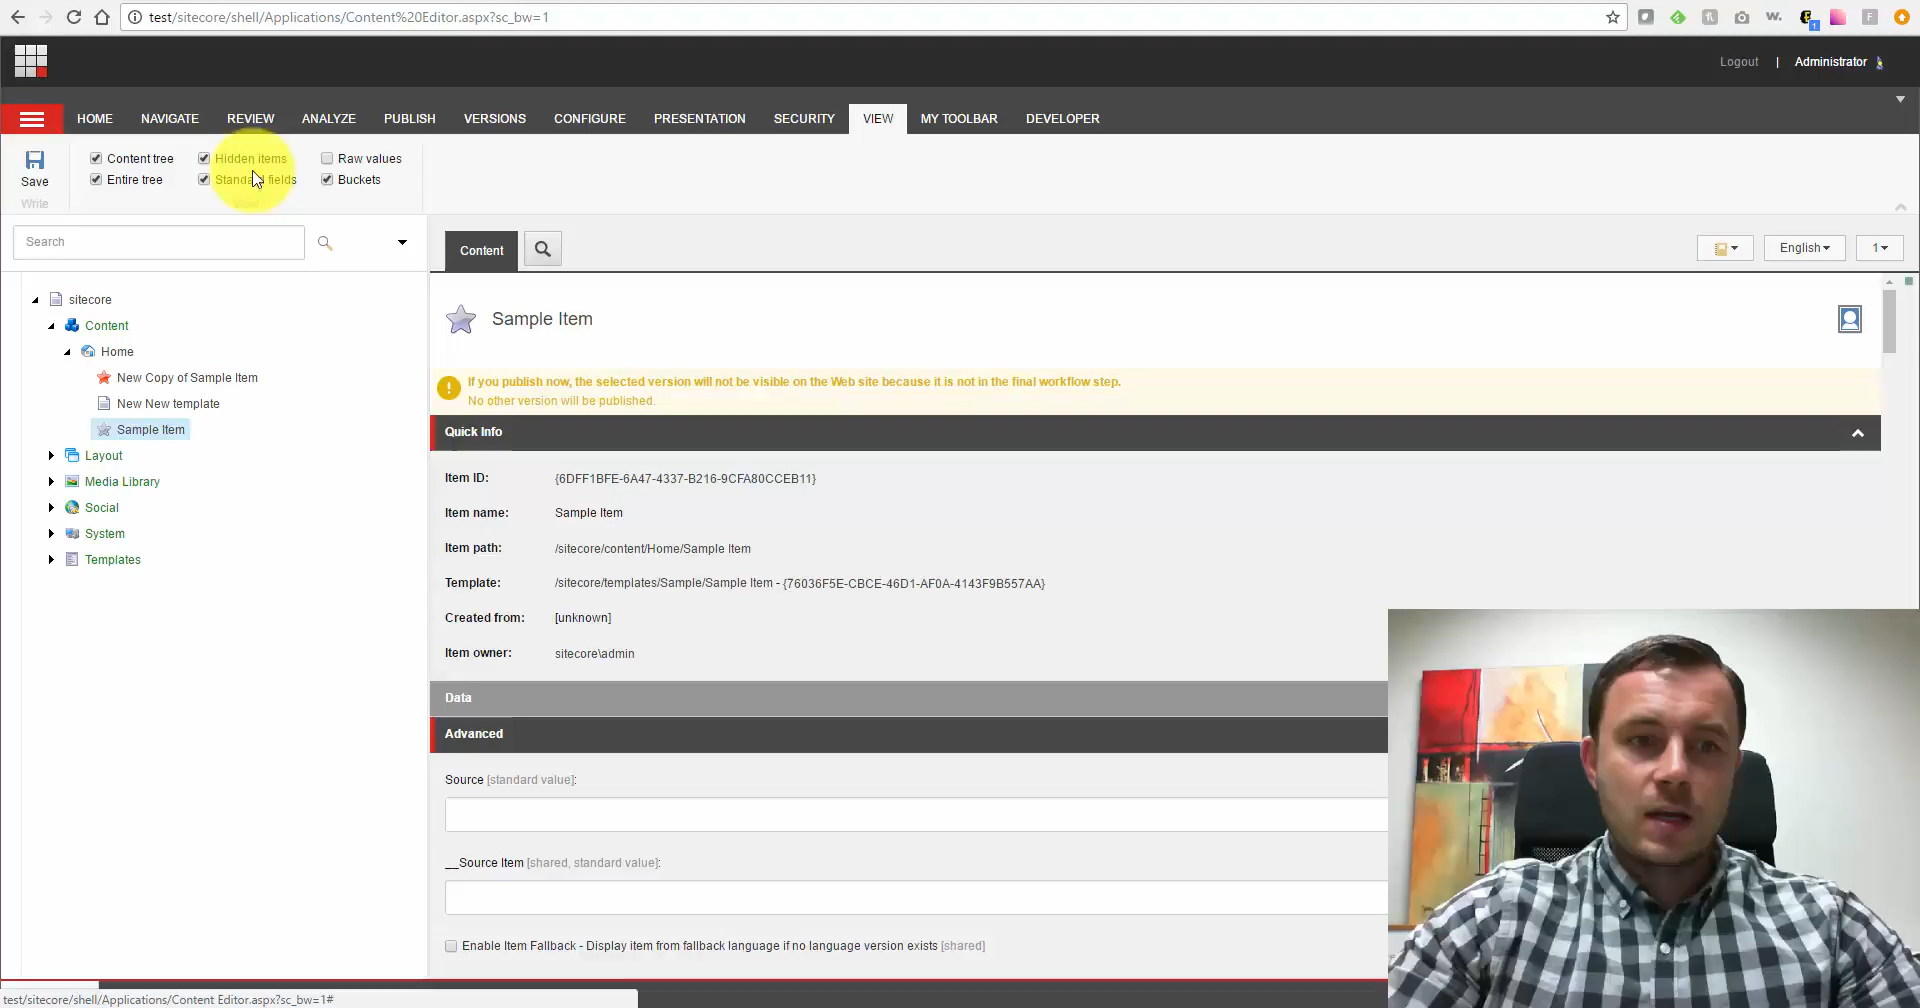 test/sitecore/shell/Applications/Content%20Editor.aspx?sc_bw=1
Logout | Administrator
HOME NAVIGATE REVIEW ANALYZE PUBLISH VERSIONS CONFIGURE PRESENTATION SECURITY VIEW MY TOOLBAR DEVELOPER
Content tree Hidden items Raw values
Save Entire tree Standard fields Buckets
Write
Search
Content English 1
sitecore
Content
Home
New Copy of Sample Item
New New template
Sample Item
Layout
Media Library
Social
System
Templates
Sample Item
If you publish now, the selected version will not be visible on the Web site because it is not in the final workflow step.
No other version will be published.
Quick Info
Item ID: {6DFF1BFE-6A47-4337-B216-9CFA80CCEB11}
Item name: Sample Item
Item path: /sitecore/content/Home/Sample Item
Template: /sitecore/templates/Sample/Sample Item - {76036F5E-CBCE-46D1-AF0A-4143F9B557AA}
Created from: [unknown]
Item owner: sitecore\admin
Data
Advanced
Source [standard value]:
__Source Item [shared, standard value]:
Enable Item Fallback - Display item from fallback language if no language version exists [shared]
test/sitecore/shell/Applications/Content Editor.aspx?sc_bw=1#